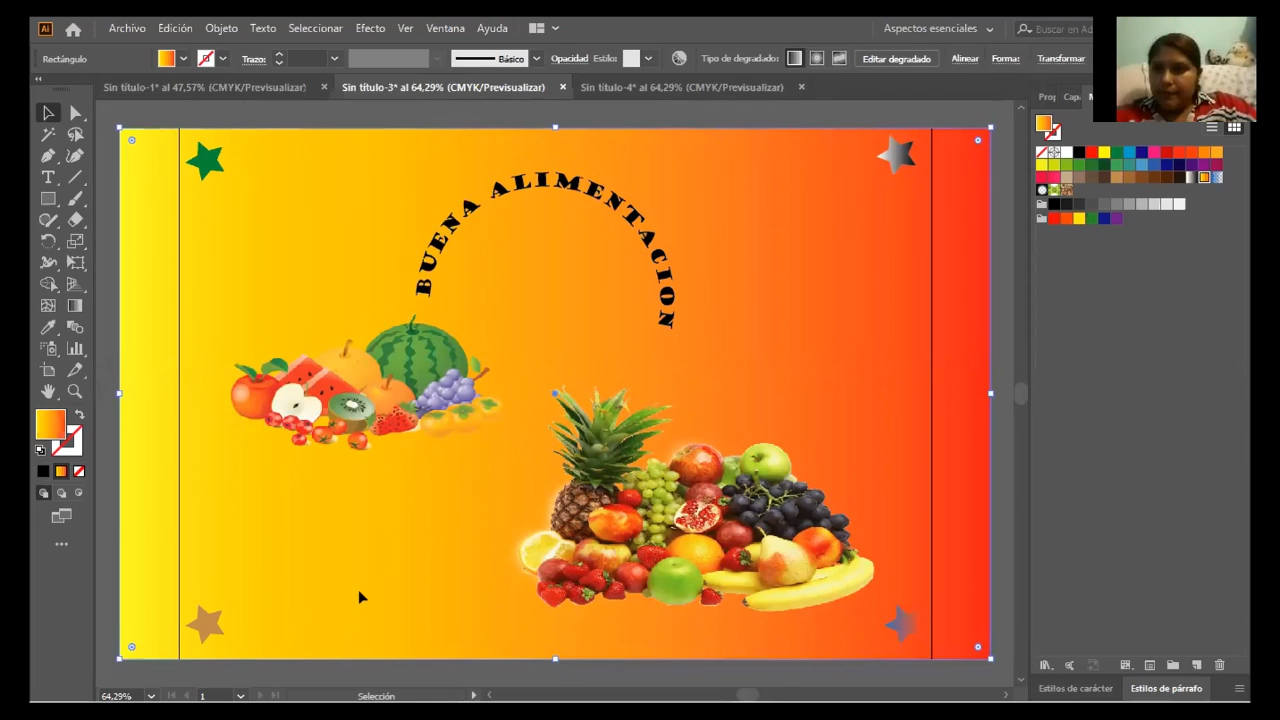 Ai Archivo Edición Objeto Texto Seleccionar Efecto Ver Ventana Ayuda Aspectos esenciales Buscar en Ad
Rectángulo Trazo: Básico Opacidad Estilo: Tipo de degradado: Editar degradado Alinear Forma: Transformar
Sin título-1* al 47,57% (CMYK/Previsualizar) × Sin título-3* al 64,29% (CMYK/Previsualizar) × Sin título-4* al 64,29% (CMYK/Previsualizar) ×
Prop Capa M
BUENA ALIMENTACION
64,29% 1 Selección
Estilos de carácter Estilos de párrafo